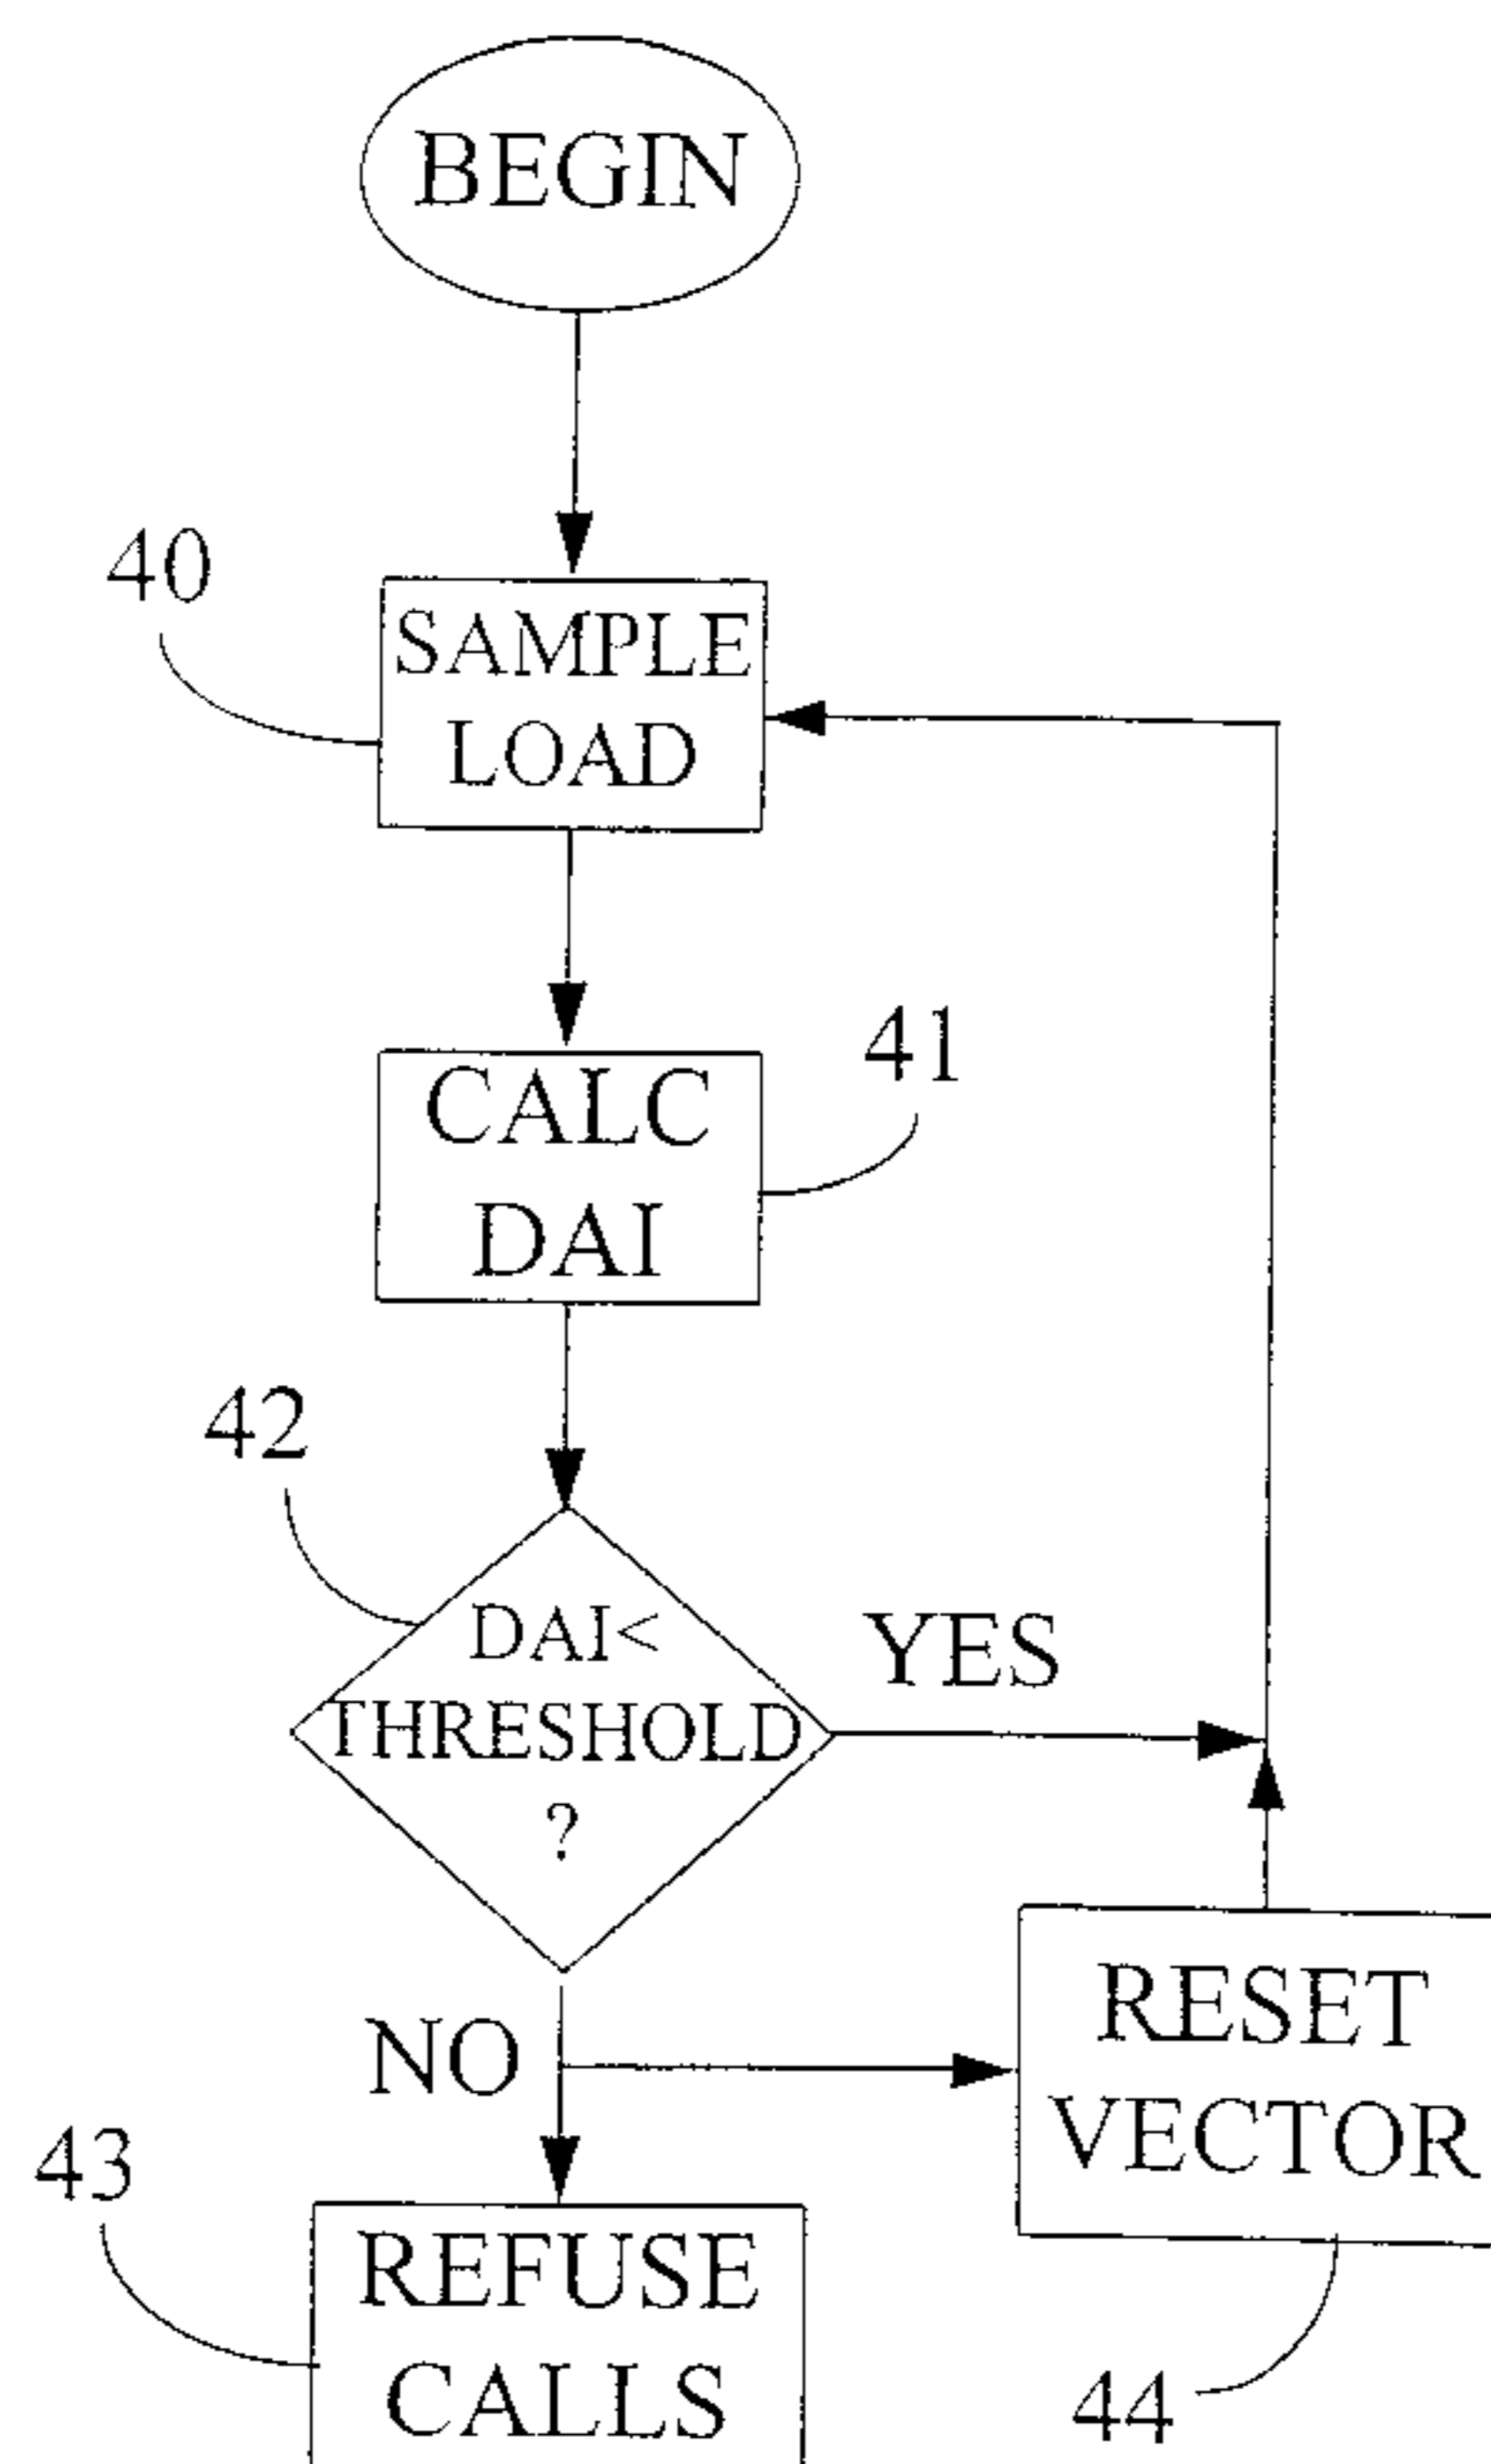 BEGIN
40
SAMPLE
LOAD
41
CALC
DAI
42
DAI<
THRESHOLD
?
YES
NO
RESET
VECTOR
43
REFUSE
CALLS
44